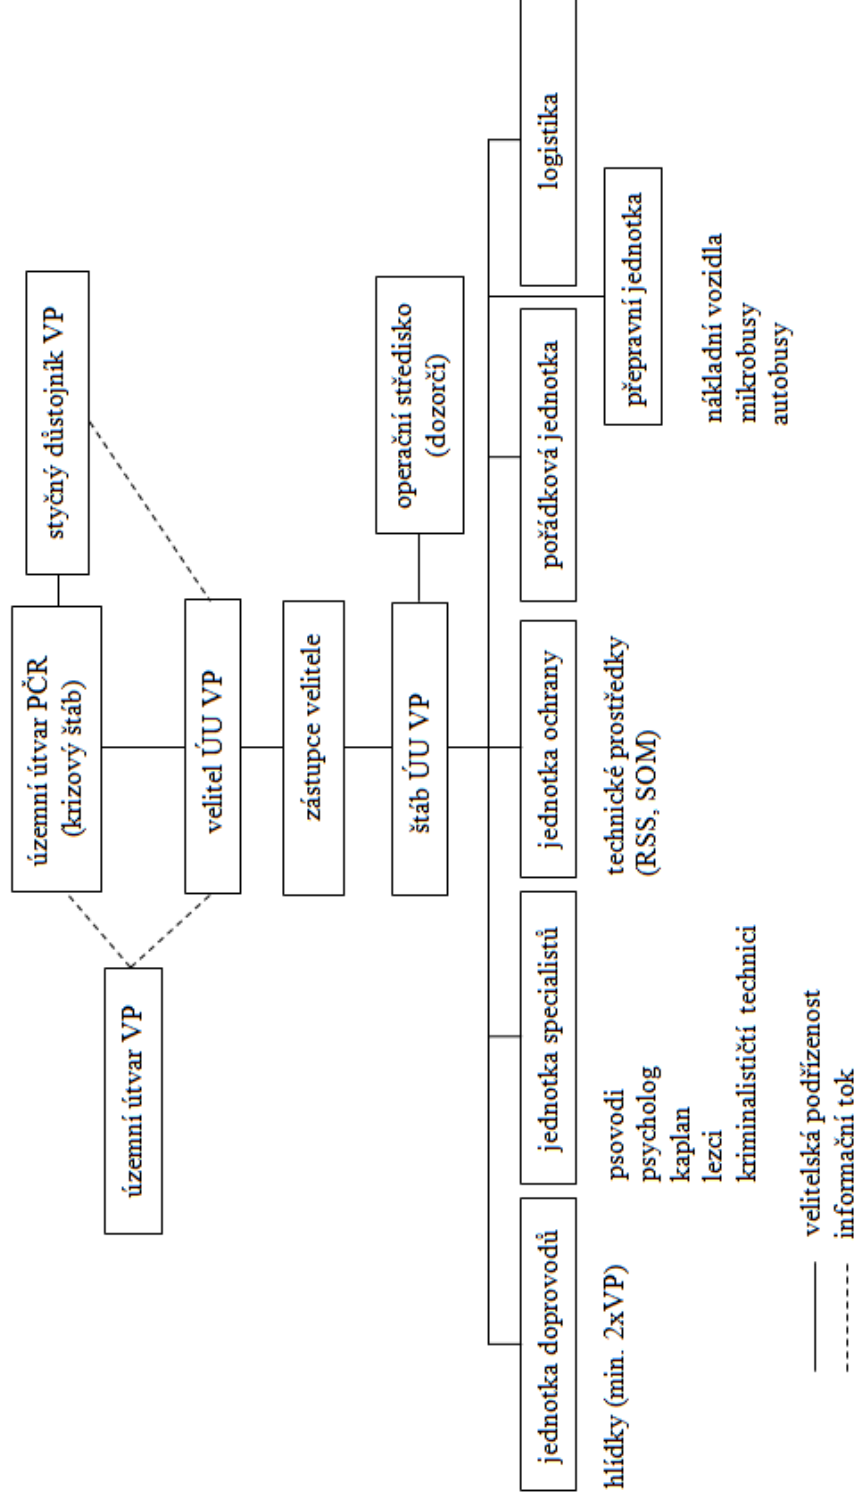 územní útvar PČR
(krizový štáb)
styčný důstojník VP
územní útvar VP
velitel ÚU VP
zástupce velitele
štáb ÚU VP
operační středisko
(dozorčí)
jednotka doprovodů
jednotka specialistů
jednotka ochrany
pořádková jednotka
logistika
přepravní jednotka
hlídky (min. 2xVP)
psovodi
psycholog
kaplan
lezci
kriminalističtí technici
technické prostředky
(RSS, SOM)
nákladní vozidla
mikrobusy
autobusy
velitelská podřízenost
informační tok